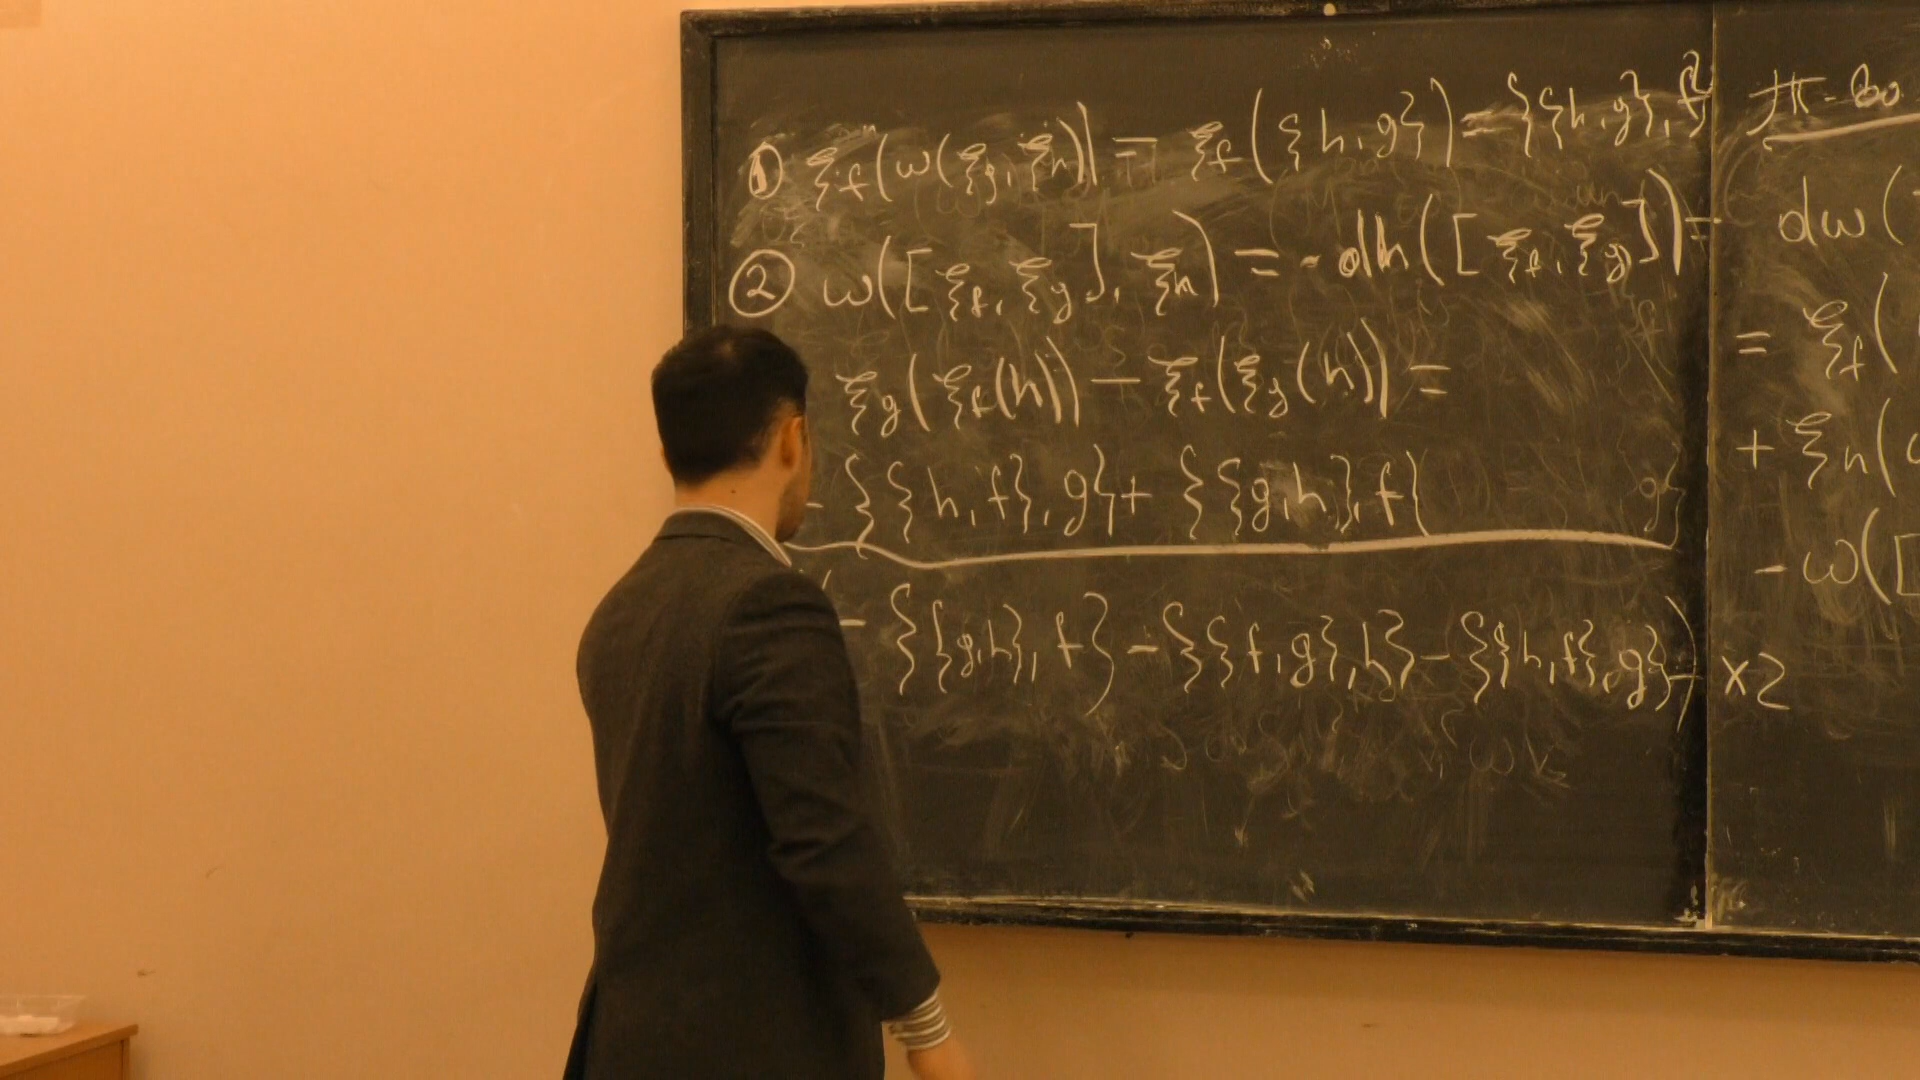 ① ξ_f(ω(ξ_g, ξ_h)) = ξ_f({h, g}) = {{h, g}, f}
② ω([ξ_f, ξ_g], ξ_h) = - dh([ξ_f, ξ_g]) =
ξ_g(ξ_f(h)) - ξ_f(ξ_g(h)) =
- {{h, f}, g} + {{g, h}, f}
- {{g, h}, f} - {{f, g}, h} - {{h, f}, g}) x2
dω(
= ξ_f(
+ ξ_h(
- ω([